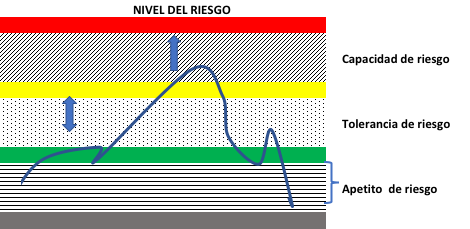 NIVEL DEL RIESGO
Capacidad de riesgo
Tolerancia de riesgo
Apetito de riesgo